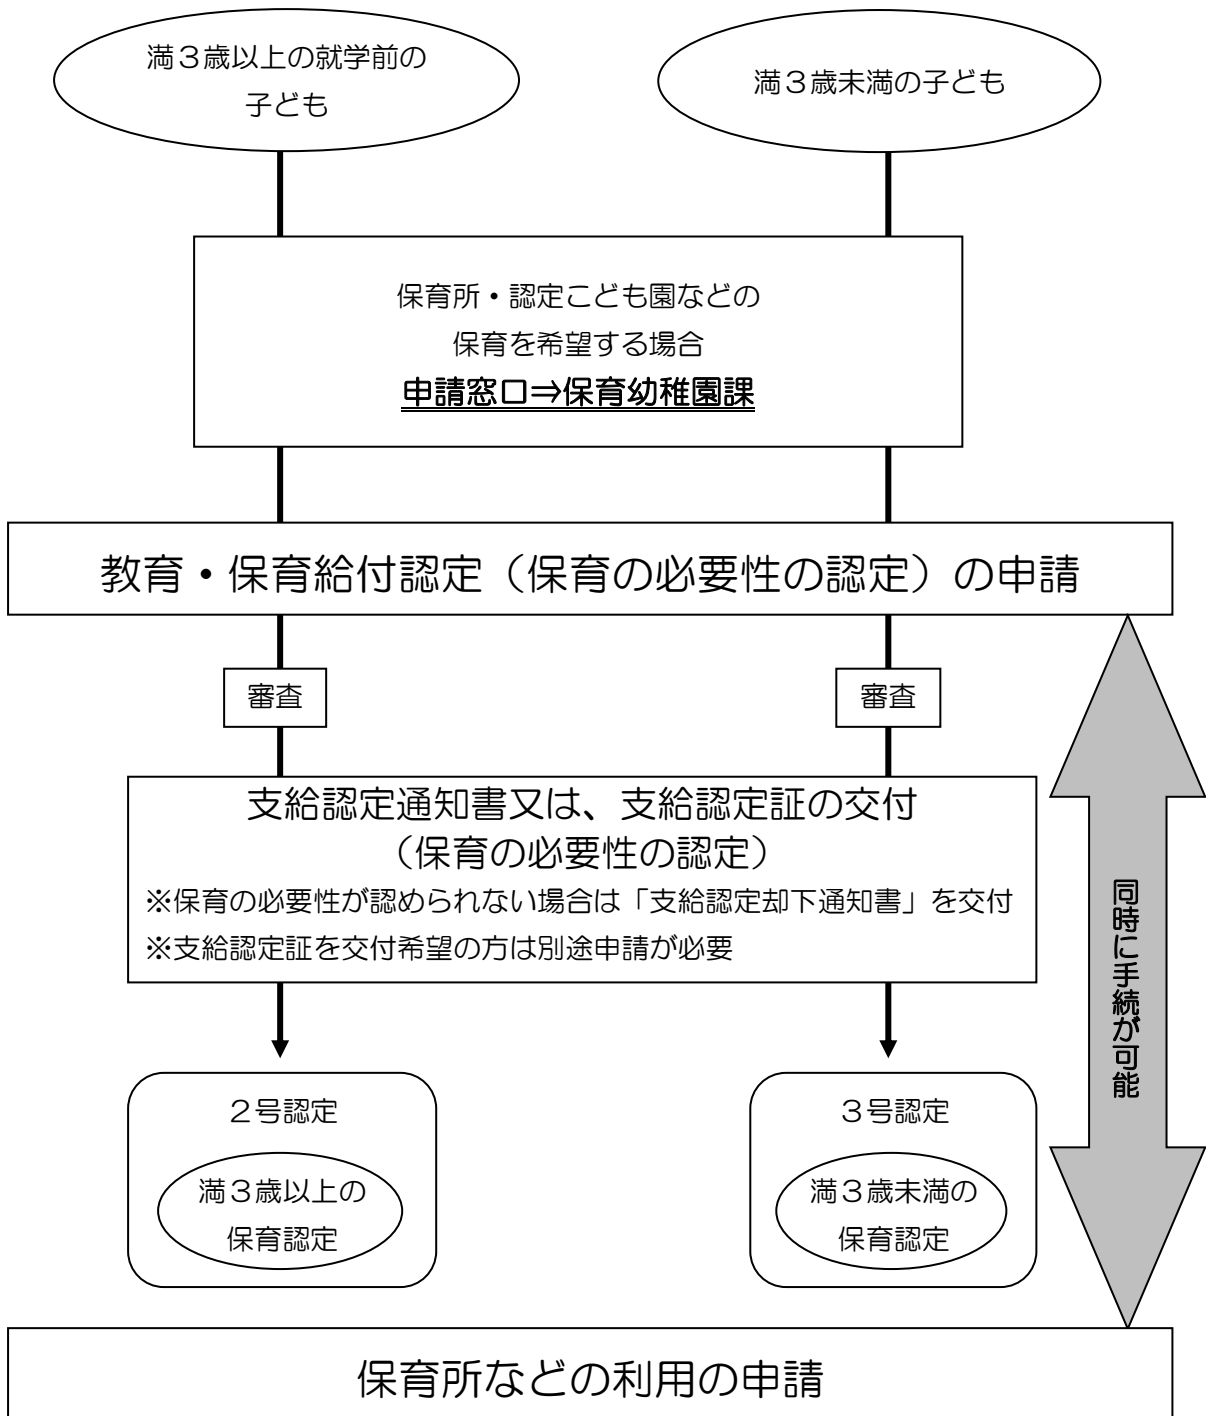 満３歳以上の就学前の
子ども
満３歳未満の子ども
保育所・認定こども園などの
保育を希望する場合
申請窓口⇒保育幼稚園課
教育・保育給付認定（保育の必要性の認定）の申請
審査
審査
支給認定通知書又は、支給認定証の交付
（保育の必要性の認定）
※保育の必要性が認められない場合は「支給認定却下通知書」を交付
※支給認定証を交付希望の方は別途申請が必要
同時に手続が可能
２号認定
満３歳以上の
保育認定
３号認定
満３歳未満の
保育認定
保育所などの利用の申請